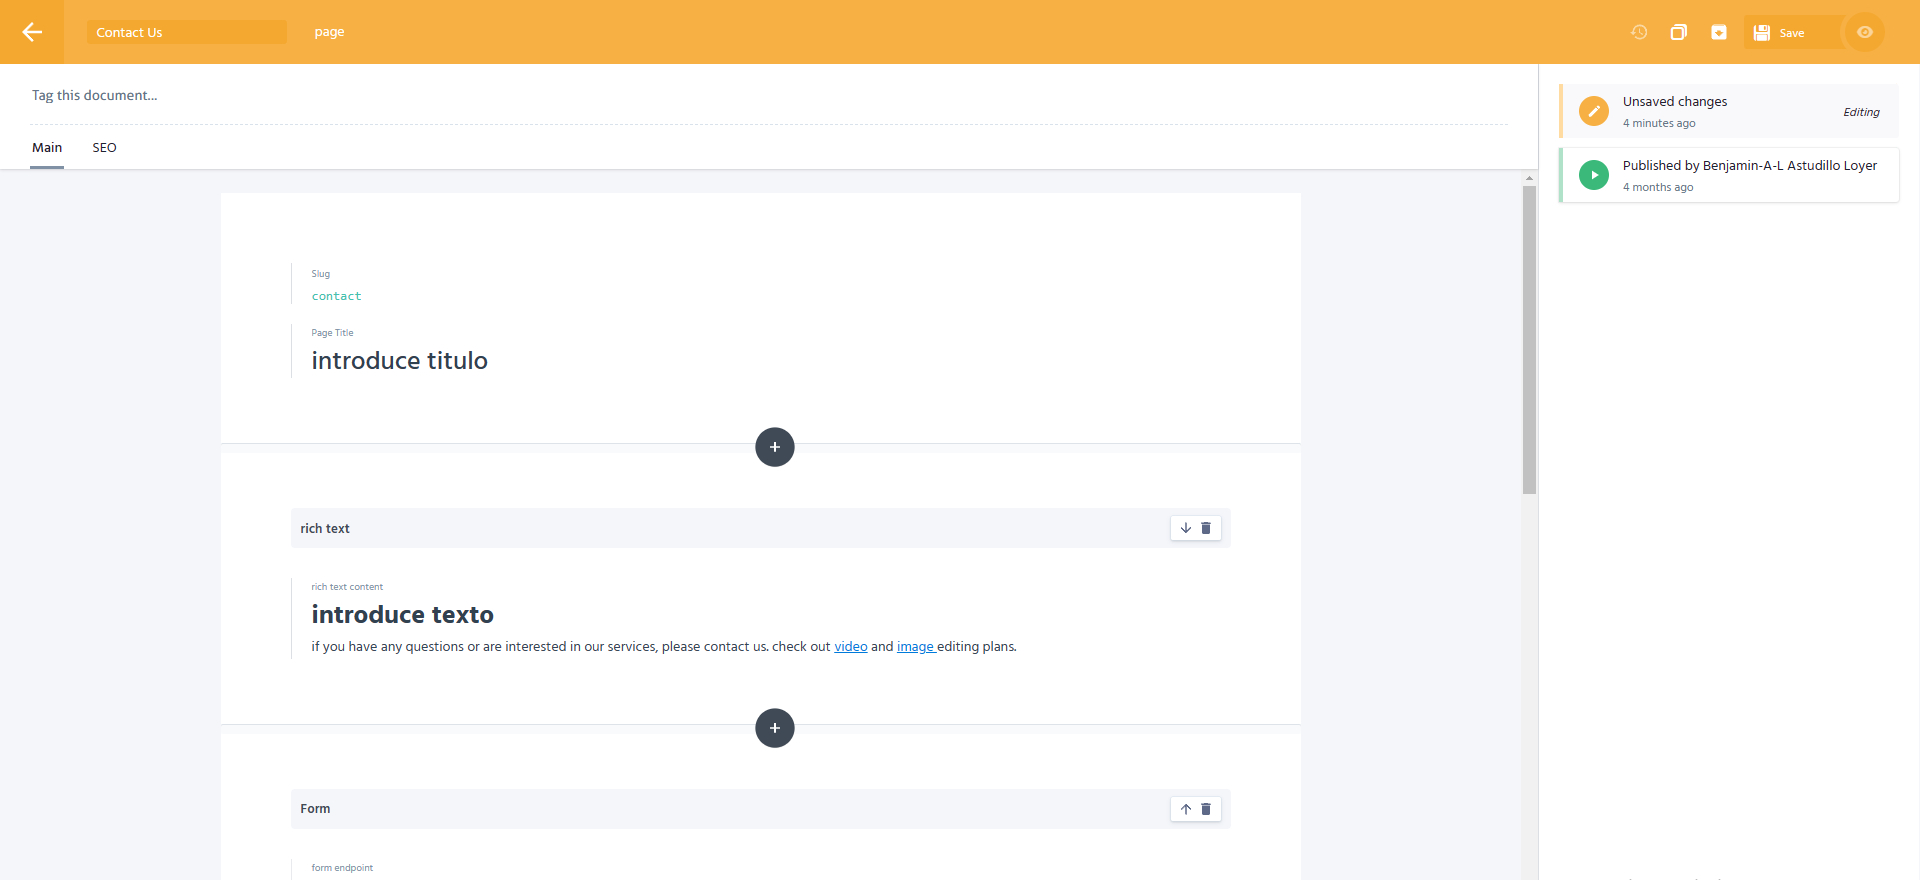 Contact Us
page
Save
Tag this document...
Main
SEO
Unsaved changes
4 minutes ago
Editing
Published by Benjamin-A-L Astudillo Loyer
4 months ago
Slug
contact
Page Title
introduce titulo
rich text
rich text content
introduce texto
if you have any questions or are interested in our services, please contact us. check out video and image editing plans.
Form
form endpoint